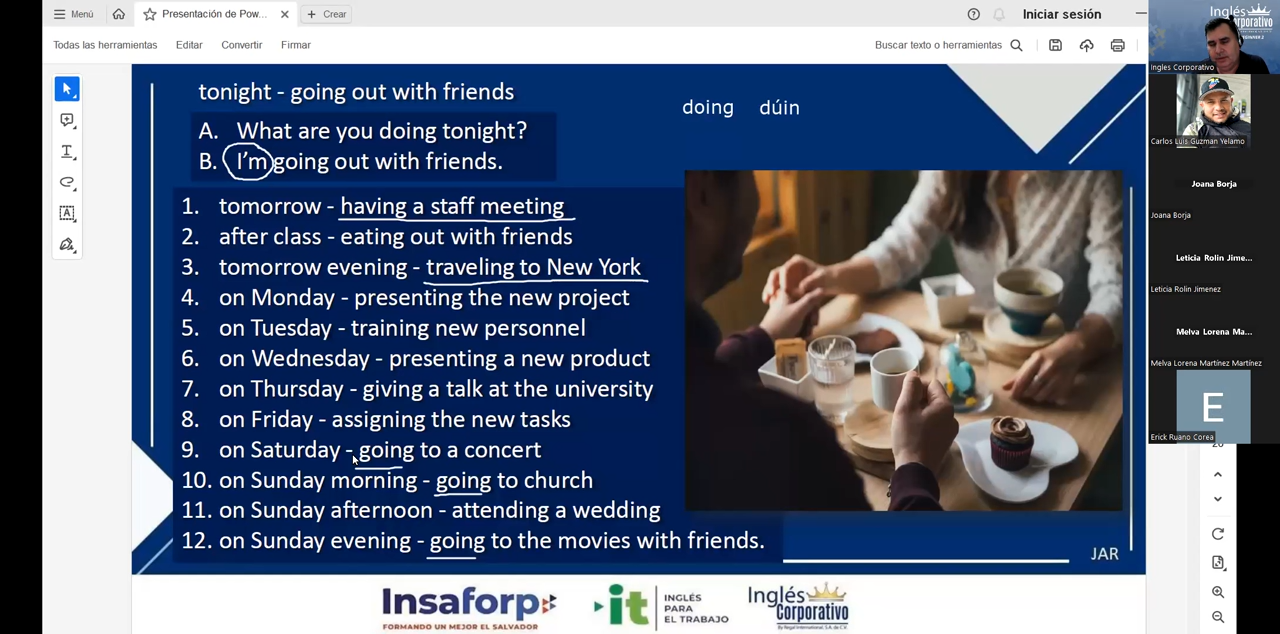 Menú
Presentación de Pow...
Crear
Iniciar sesión
Todas las herramientas
Editar
Convertir
Firmar
Buscar texto o herramientas
tonight - going out with friends
A. What are you doing tonight?
B. I'm going out with friends.
doing dúin
1. tomorrow - having a staff meeting
2. after class - eating out with friends
3. tomorrow evening - traveling to New York
4. on Monday - presenting the new project
5. on Tuesday - training new personnel
6. on Wednesday - presenting a new product
7. on Thursday - giving a talk at the university
8. on Friday - assigning the new tasks
9. on Saturday - going to a concert
10. on Sunday morning - going to church
11. on Sunday afternoon - attending a wedding
12. on Sunday evening - going to the movies with friends.
JAR
Insaforp
FORMANDO UN MEJOR EL SALVADOR
it
INGLÉS
PARA
EL TRABAJO
Inglés
Corporativo
By Regal International, S.A. de C.V.
Inglés
Corporativo
Ingles Corporativo
Carlos Luis Guzman Yelamo
Joana Borja
Joana Borja
Leticia Rolin Jime...
Leticia Rolin Jimenez
Melva Lorena Ma...
Melva Lorena Martínez Martínez
E
Erick Ruano Corea